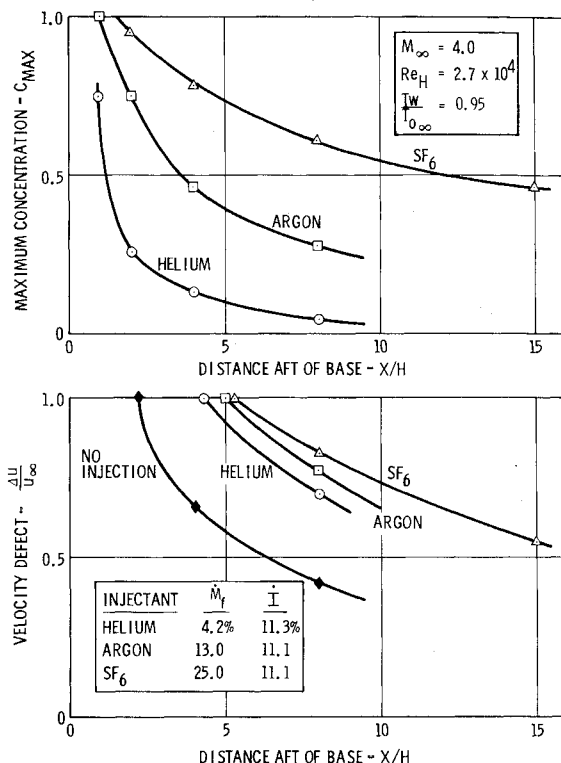 MAXIMUM CONCENTRATION - CMAX
1.0
0.5
0
M∞ = 4.0
ReH = 2.7 x 10⁴
Tw/To∞ = 0.95
SF6
ARGON
HELIUM
0 5 10 15
DISTANCE AFT OF BASE - X/H
VELOCITY DEFECT - Δu/u∞
1.0
0.5
0
NO INJECTION
HELIUM
SF6
ARGON
INJECTANT Ṁf İ
HELIUM 4.2% 11.3%
ARGON 13.0 11.1
SF6 25.0 11.1
0 5 10 15
DISTANCE AFT OF BASE - X/H